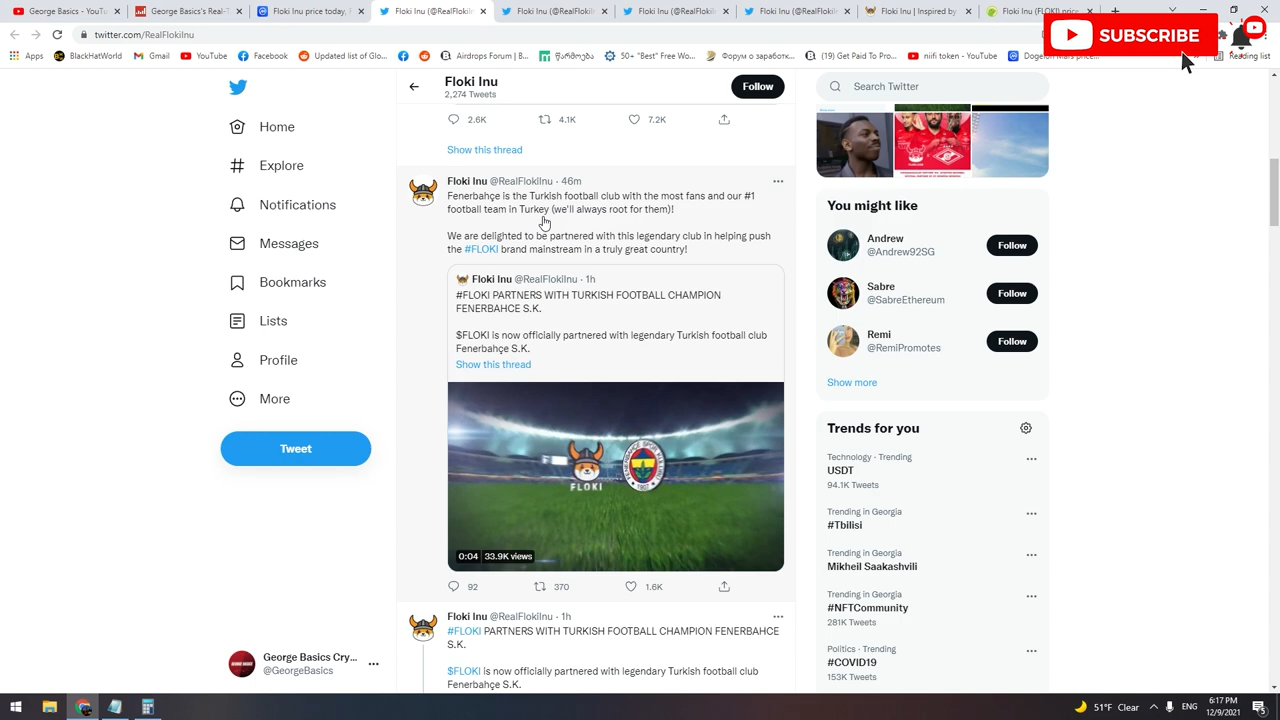 George Basics - YouT
George Basics's Real-T
Floki Inu price today,
Floki Inu (@RealFloki
Floki Inu (@RealFlokiIn
Floki Inu (@RealFlokiIn
Floki Inu (@RealFlokiIn
Floki Inu | Inspired by
Floki Inu
twitter.com/RealFlokiInu
SUBSCRIBE
Apps
BlackHatWorld
Gmail
YouTube
Facebook
Updated list of Glo...
Facebook
Airdrops Forum | B...
50+ "Best" Free Wo...
Форумы о заработ...
(19) Get Paid To Pro...
niifi token - YouTube
Dogelon Mars price...
Reading list
Floki Inu
2,274 Tweets
Follow
Search Twitter
Home
Explore
Notifications
Messages
Bookmarks
Lists
Profile
More
Tweet
George Basics Cry...
@GeorgeBasics
2.6K 4.1K 7.2K
Show this thread
Floki Inu @RealFlokiInu · 46m
Fenerbahçe is the Turkish football club with the most fans and our #1
football team in Turkey (we'll always root for them)!
We are delighted to be partnered with this legendary club in helping push
the #FLOKI brand mainstream in a truly great country!
Floki Inu @RealFlokiInu · 1h
#FLOKI PARTNERS WITH TURKISH FOOTBALL CHAMPION
FENERBAHCE S.K.
$FLOKI is now officially partnered with legendary Turkish football club
Fenerbahçe S.K.
Show this thread
FLOKI
0:04 33.9K views
92 370 1.6K
Floki Inu @RealFlokiInu · 1h
#FLOKI PARTNERS WITH TURKISH FOOTBALL CHAMPION FENERBAHCE
S.K.
$FLOKI is now officially partnered with legendary Turkish football club
Fenerbahçe S.K.
You might like
Andrew
@Andrew92SG
Follow
Sabre
@SabreEthereum
Follow
Remi
@RemiPromotes
Follow
Show more
Trends for you
Technology · Trending
USDT
94.1K Tweets
Trending in Georgia
#Tbilisi
Trending in Georgia
Mikheil Saakashvili
Trending in Georgia
#NFTCommunity
281K Tweets
Politics · Trending
#COVID19
153K Tweets
51°F Clear
ENG
6:17 PM
12/9/2021